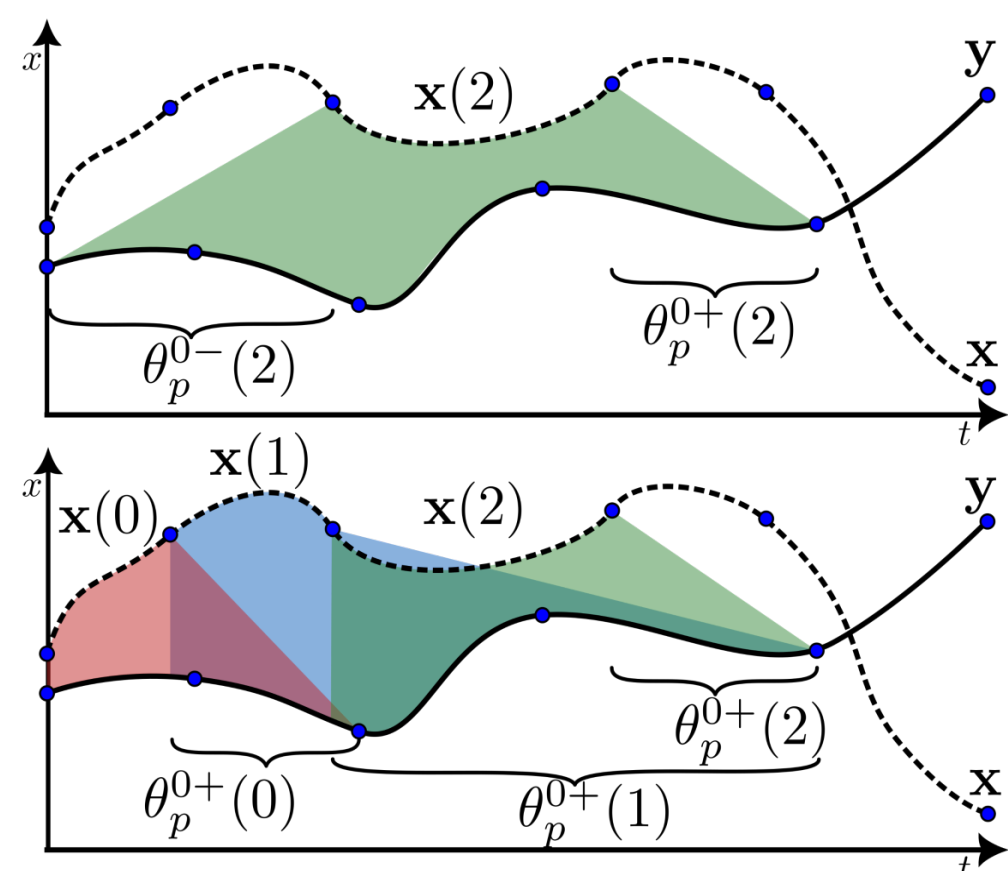 x
𝐱(2)
𝐲
θ_p^{0−}(2)
θ_p^{0+}(2)
𝐱
t
x
𝐱(0)
𝐱(1)
𝐱(2)
𝐲
θ_p^{0+}(2)
θ_p^{0+}(0)
θ_p^{0+}(1)
𝐱
t